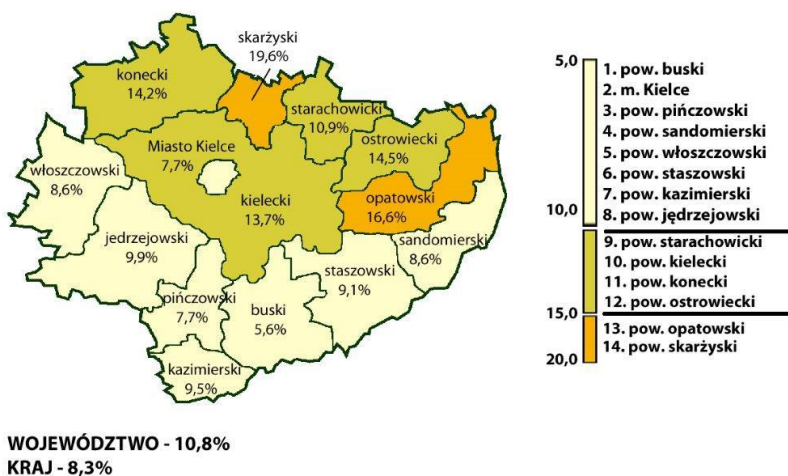 skarżyski
19,6%
konecki
14,2%
starachowicki
10,9%
ostrowiecki
14,5%
Miasto Kielce
7,7%
włoszczowski
8,6%
kielecki
13,7%
opatowski
16,6%
jedrzejowski
9,9%
sandomierski
8,6%
staszowski
9,1%
pińczowski
7,7%
buski
5,6%
kazimierski
9,5%
5,0
1. pow. buski
2. m. Kielce
3. pow. pińczowski
4. pow. sandomierski
5. pow. włoszczowski
6. pow. staszowski
7. pow. kazimierski
10,0
8. pow. jędrzejowski
9. pow. starachowicki
10. pow. kielecki
11. pow. konecki
12. pow. ostrowiecki
15,0
13. pow. opatowski
14. pow. skarżyski
20,0
WOJEWÓDZTWO - 10,8%
KRAJ - 8,3%